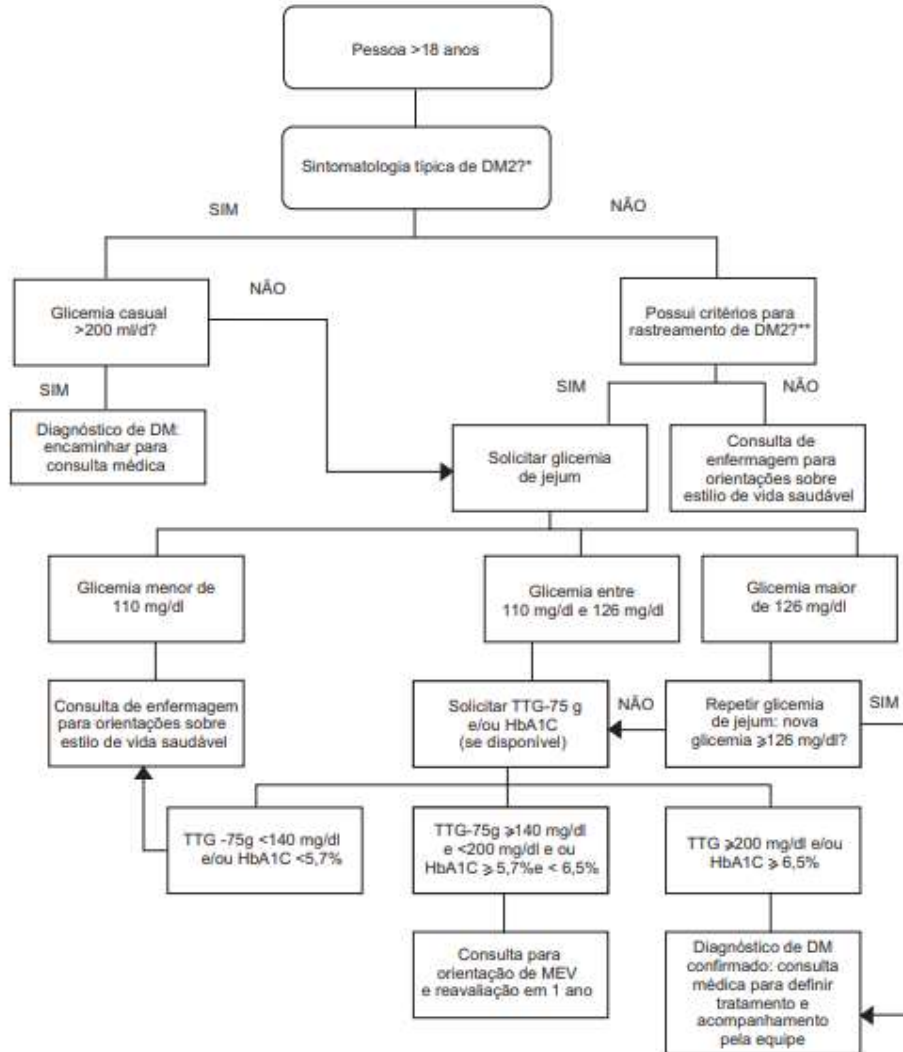 Pessoa >18 anos
Sintomatologia típica de DM2?*
SIM
NÃO
Glicemia casual
>200 ml/d?
NÃO
Possui critérios para
rastreamento de DM2?**
SIM
SIM
NÃO
Diagnóstico de DM:
encaminhar para
consulta médica
Solicitar glicemia
de jejum
Consulta de
enfermagem para
orientações sobre
estilio de vida saudável
Glicemia menor de
110 mg/dl
Glicemia entre
110 mg/dl e 126 mg/dl
Glicemia maior
de 126 mg/dl
Consulta de enfermagem
para orientações sobre
estilo de vida saudável
Solicitar TTG-75 g
e/ou HbA1C
(se disponível)
NÃO
Repetir glicemia
de jejum: nova
glicemia ⩾126 mg/dl?
SIM
TTG -75g <140 mg/dl
e/ou HbA1C <5,7%
TTG-75g ⩾140 mg/dl
e <200 mg/dl e ou
HbA1C ⩾ 5,7%e < 6,5%
TTG ⩾200 mg/dl e/ou
HbA1C ⩾ 6,5%
Consulta para
orientação de MEV
e reavaliação em 1 ano
Diagnóstico de DM
confirmado: consulta
médica para definir
tratamento e
acompanhamento
pela equipe